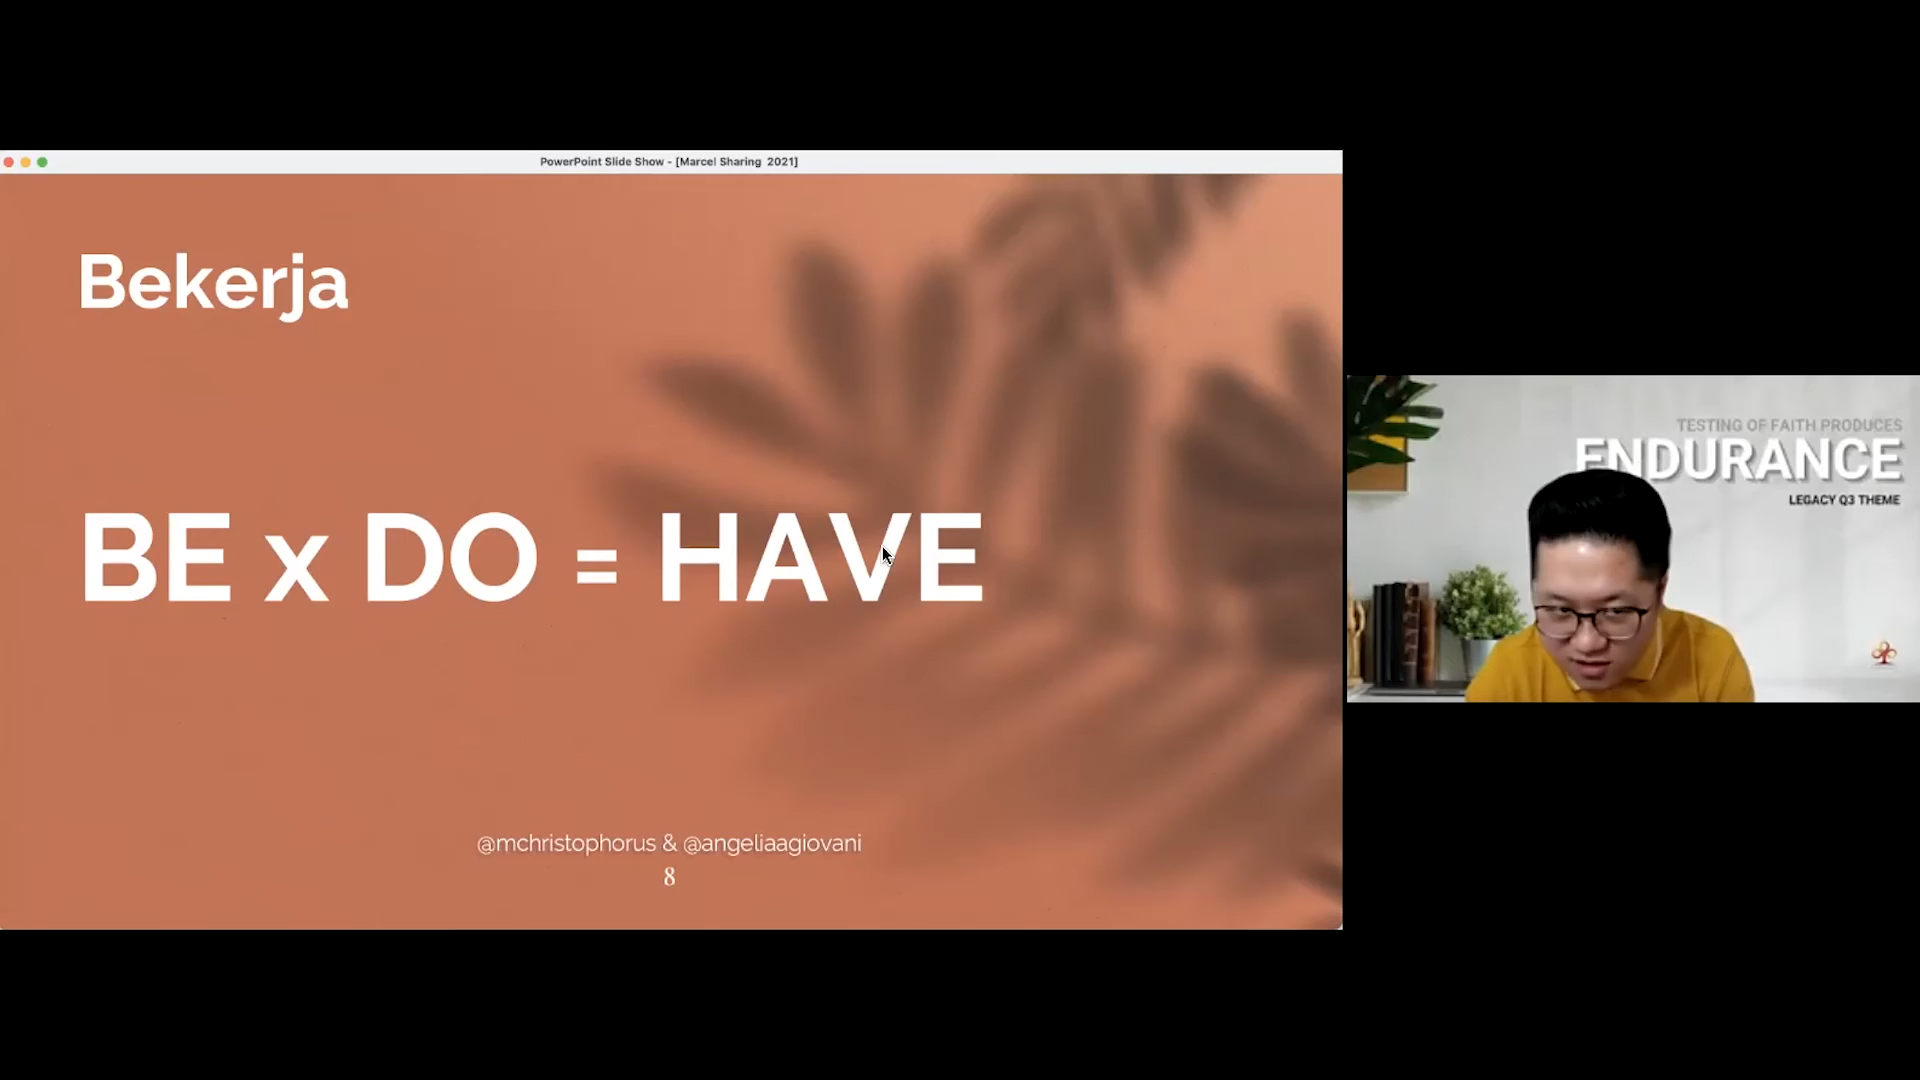 PowerPoint Slide Show - [Marcel Sharing 2021]
Bekerja
BE x DO = HAVE
@mchristophorus & @angeliaagiovani
8
TESTING OF FAITH PRODUCES
ENDURANCE
LEGACY Q3 THEME